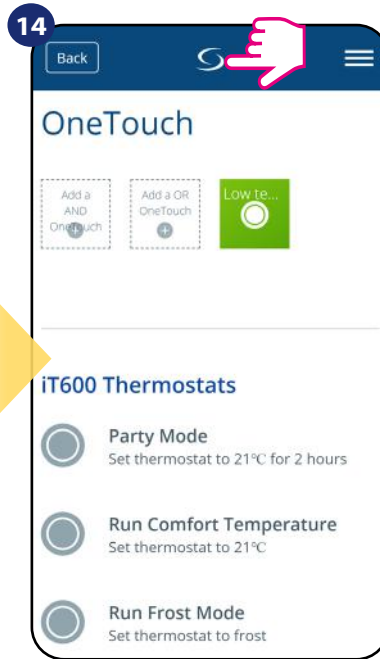 14
Back
OneTouch
Add a
AND
OneTouch
Add a OR
OneTouch
Low te...
iT600 Thermostats
Party Mode
Set thermostat to 21℃ for 2 hours
Run Comfort Temperature
Set thermostat to 21℃
Run Frost Mode
Set thermostat to frost